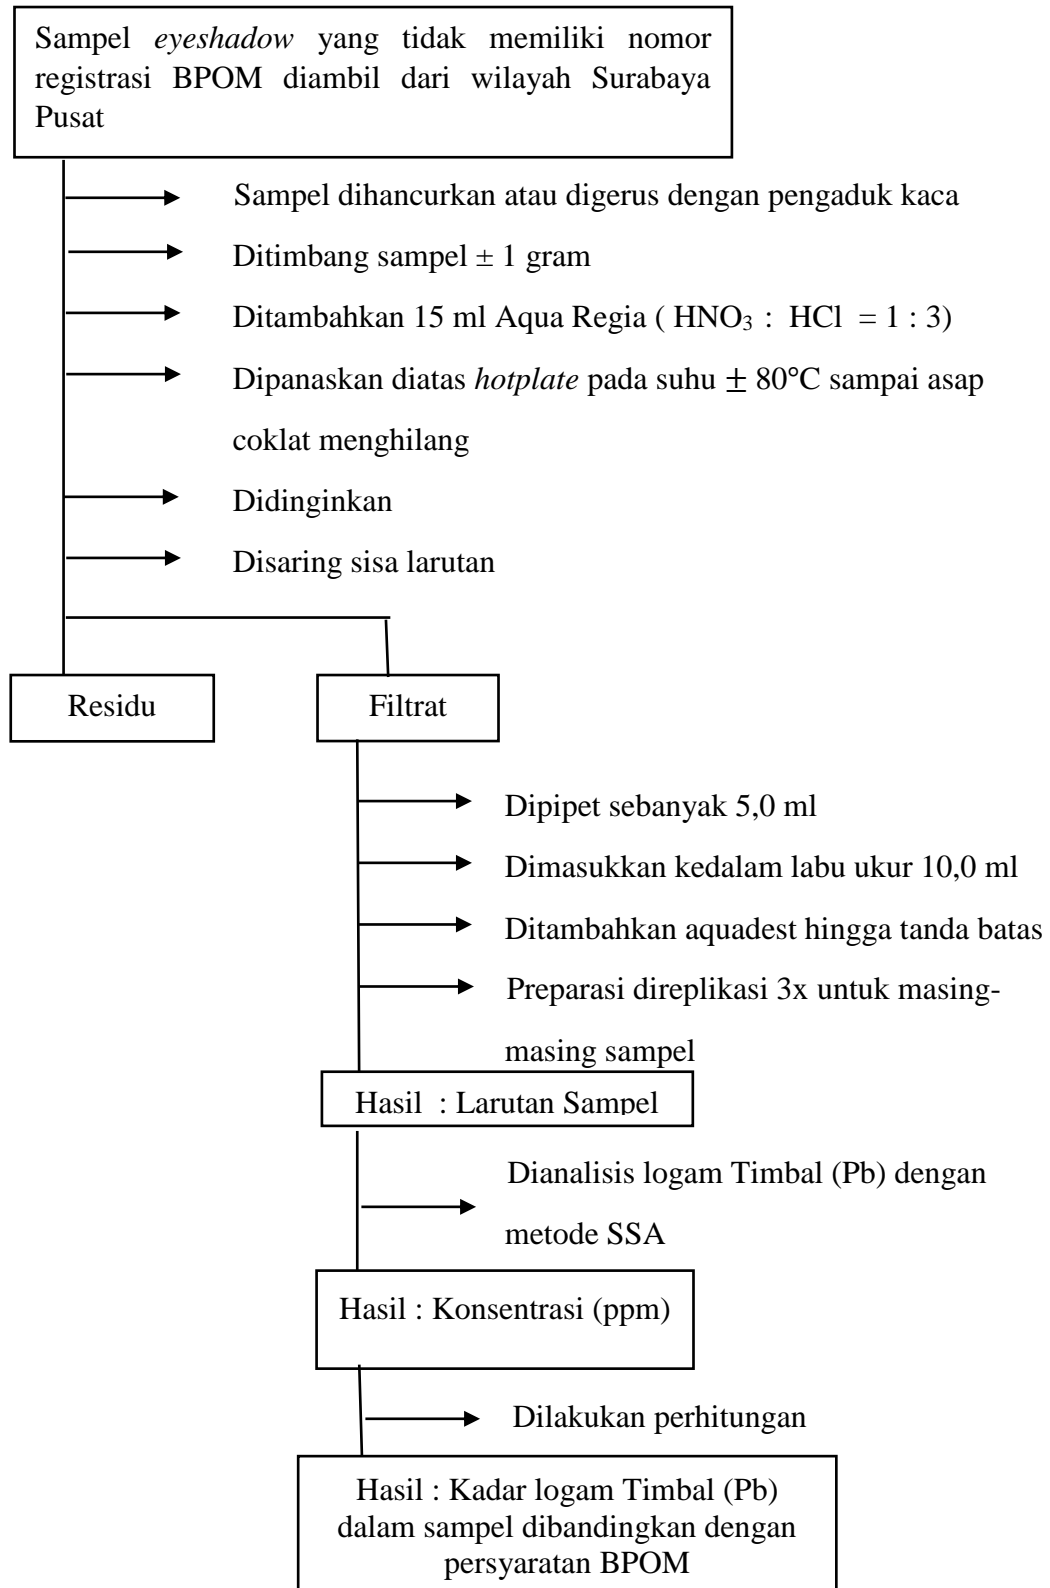 Sampel eyeshadow yang tidak memiliki nomor
registrasi BPOM diambil dari wilayah Surabaya
Pusat
Sampel dihancurkan atau digerus dengan pengaduk kaca
Ditimbang sampel ± 1 gram
Ditambahkan 15 ml Aqua Regia ( HNO₃ : HCl = 1 : 3)
Dipanaskan diatas hotplate pada suhu ± 80°C sampai asap
coklat menghilang
Didinginkan
Disaring sisa larutan
Residu
Filtrat
Dipipet sebanyak 5,0 ml
Dimasukkan kedalam labu ukur 10,0 ml
Ditambahkan aquadest hingga tanda batas
Preparasi direplikasi 3x untuk masing-
masing sampel
Hasil : Larutan Sampel
Dianalisis logam Timbal (Pb) dengan
metode SSA
Hasil : Konsentrasi (ppm)
Dilakukan perhitungan
Hasil : Kadar logam Timbal (Pb)
dalam sampel dibandingkan dengan
persyaratan BPOM